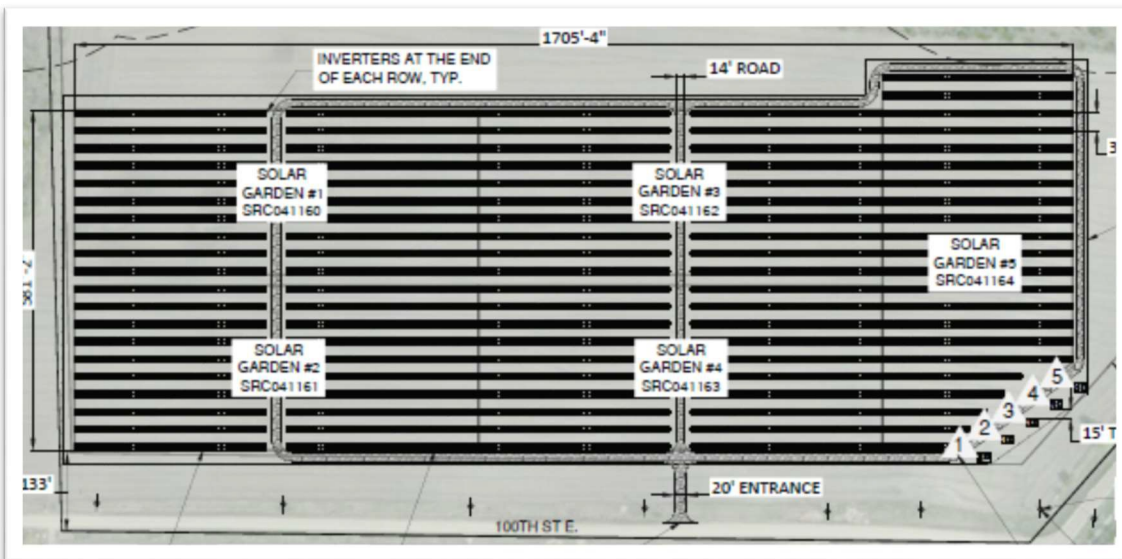 1705'-4"
INVERTERS AT THE END
OF EACH ROW, TYP.
14' ROAD
SOLAR
GARDEN #1
SRC041160
SOLAR
GARDEN #3
SRC041162
SOLAR
GARDEN #5
SRC041164
SOLAR
GARDEN #2
SRC041161
SOLAR
GARDEN #4
SRC041163
5
4
3
2
1
15' T
133'
20' ENTRANCE
100TH ST E.